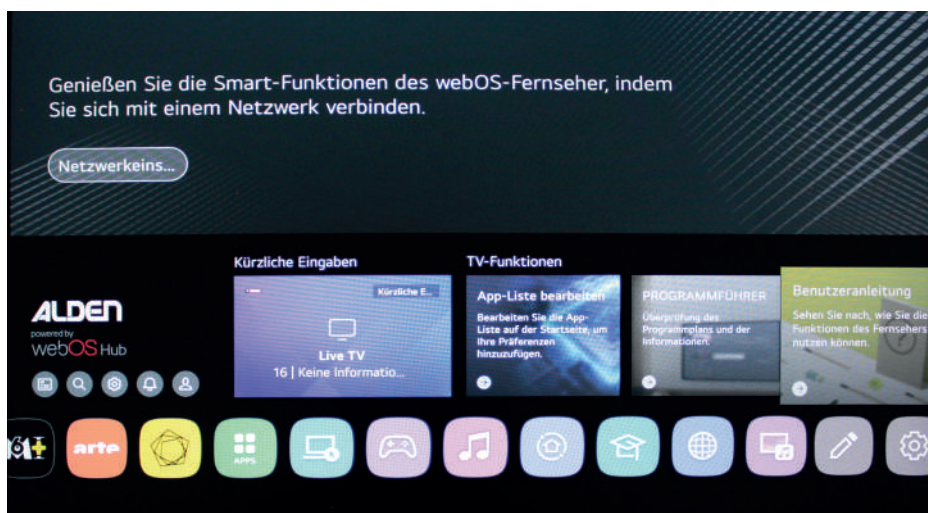 Genießen Sie die Smart-Funktionen des webOS-Fernseher, indem
Sie sich mit einem Netzwerk verbinden.
Netzwerkeins...
Kürzliche Eingaben
TV-Funktionen
Kürzliche E...
Live TV
16 | Keine Informatio...
App-Liste bearbeiten
Bearbeiten Sie die App-
Liste auf der Startseite, um
Ihre Präferenzen
hinzuzufügen.
PROGRAMMFÜHRER
Überprüfung des
Programmplans und der
Informationen.
Benutzeranleitung
Sehen Sie nach, wie Sie die
Funktionen des Fernsehers
nutzen können.
ALDEN
powered by
webOS Hub
arte
APPS